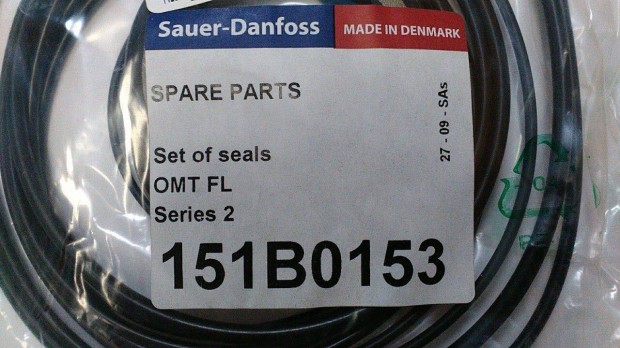 Sauer-Danfoss
MADE IN DENMARK
SPARE PARTS
27 - 09 - SAs
Set of seals
OMT FL
Series 2
151B0153